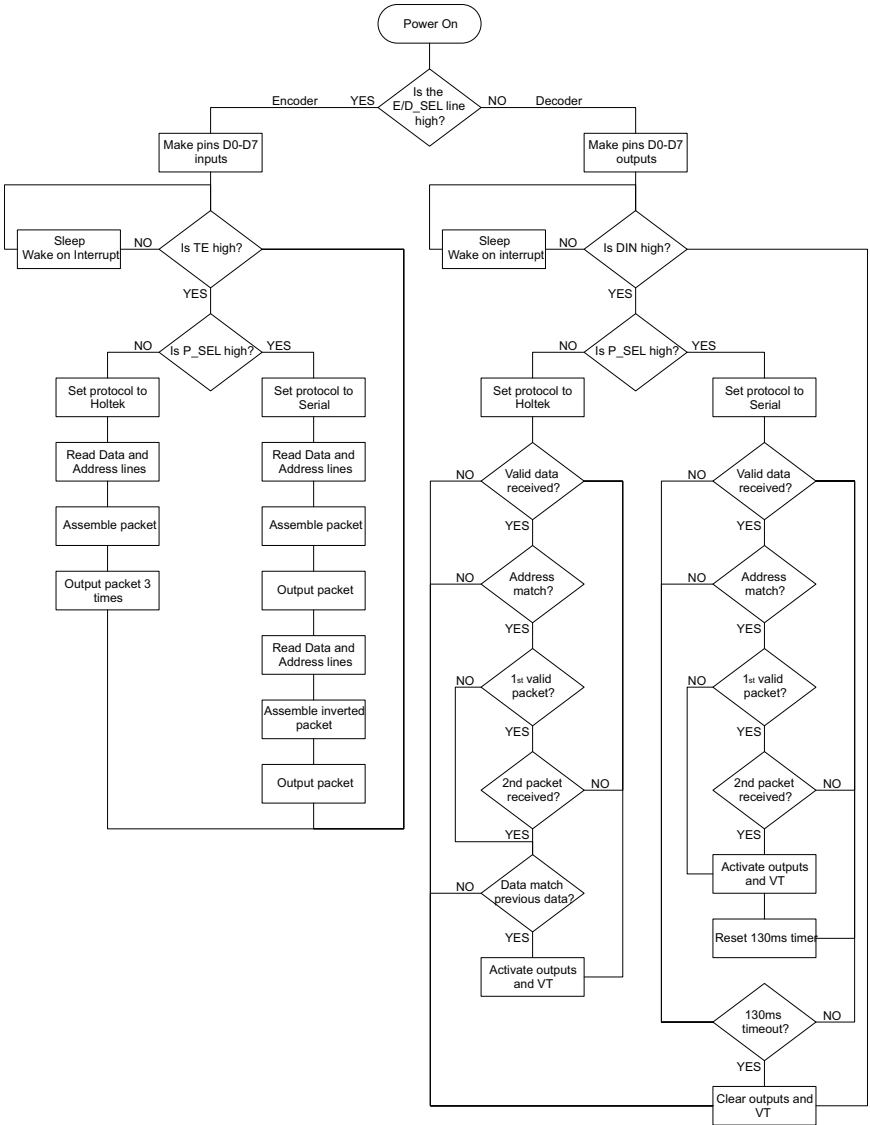 Power On
Is the
E/D_SEL line
high?
Encoder
YES
NO
Decoder
Make pins D0-D7
inputs
Make pins D0-D7
outputs
Is TE high?
NO
Sleep
Wake on Interrupt
YES
Is P_SEL high?
NO
YES
Set protocol to
Holtek
Read Data and
Address lines
Assemble packet
Output packet 3
times
Set protocol to
Serial
Read Data and
Address lines
Assemble packet
Output packet
Read Data and
Address lines
Assemble inverted
packet
Output packet
Is DIN high?
NO
Sleep
Wake on interrupt
YES
Is P_SEL high?
NO
YES
Set protocol to
Holtek
Valid data
received?
NO
YES
Address
match?
NO
YES
1st valid
packet?
NO
YES
2nd packet
received?
NO
YES
Data match
previous data?
NO
YES
Activate outputs
and VT
Set protocol to
Serial
Valid data
received?
NO
YES
Address
match?
NO
YES
1st valid
packet?
NO
YES
2nd packet
received?
NO
YES
Activate outputs
and VT
Reset 130ms timer
130ms
timeout?
NO
YES
Clear outputs and
VT